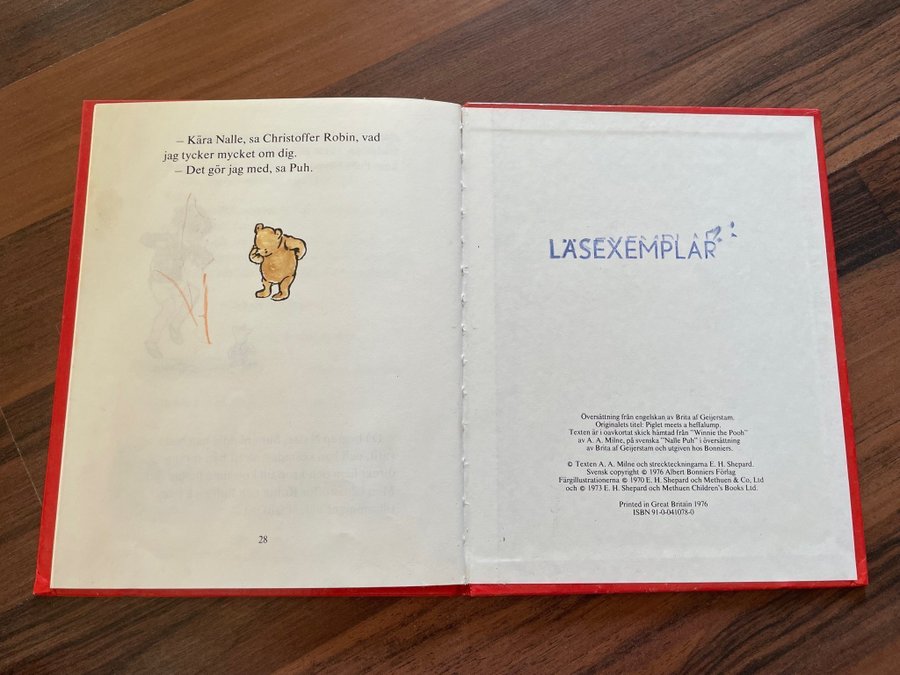 – Kära Nalle, sa Christoffer Robin, vad
jag tycker mycket om dig.
– Det gör jag med, sa Puh.
28
LÄSEXEMPLAR
Översättning från engelskan av Brita af Geijerstam.
Originalets titel: Piglet meets a heffalump.
Texten är i oavkortat skick hämtad från "Winnie the Pooh"
av A. A. Milne, på svenska "Nalle Puh" i översättning
av Brita af Geijerstam och utgiven hos Bonniers.
© Texten A. A. Milne och streckteckningarna E. H. Shepard.
Svensk copyright © 1976 Albert Bonniers Förlag
Färgillustrationerna © 1970 E. H. Shepard och Methuen & Co, Ltd
och © 1973 E. H. Shepard och Methuen Children's Books Ltd.
Printed in Great Britain 1976
ISBN 91-0-041078-0